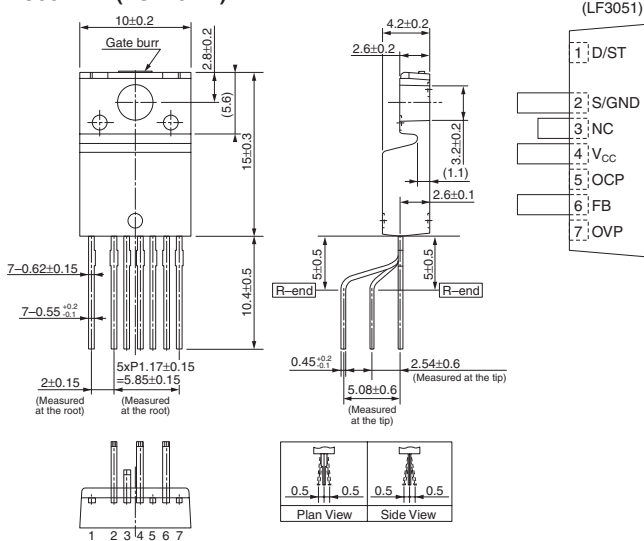 (LF3051)
10±0.2
Gate burr
2.8±0.2
(5.6)
15±0.3
10.4±0.5
7–0.62±0.15
7–0.55 +0.2 -0.1
5xP1.17±0.15
=5.85±0.15
2±0.15
(Measured
at the root)
(Measured
at the root)
1 2 3 4 5 6 7
4.2±0.2
2.6±0.2
3.2±0.2
(1.1)
2.6±0.1
5±0.5
5±0.5
R–end
R–end
0.45 +0.2 -0.1
2.54±0.6
(Measured at the tip)
5.08±0.6
(Measured
at the tip)
0.5 0.5
0.5 0.5
Plan View
Side View
1 D/ST
2 S/GND
3 NC
4 VCC
5 OCP
6 FB
7 OVP